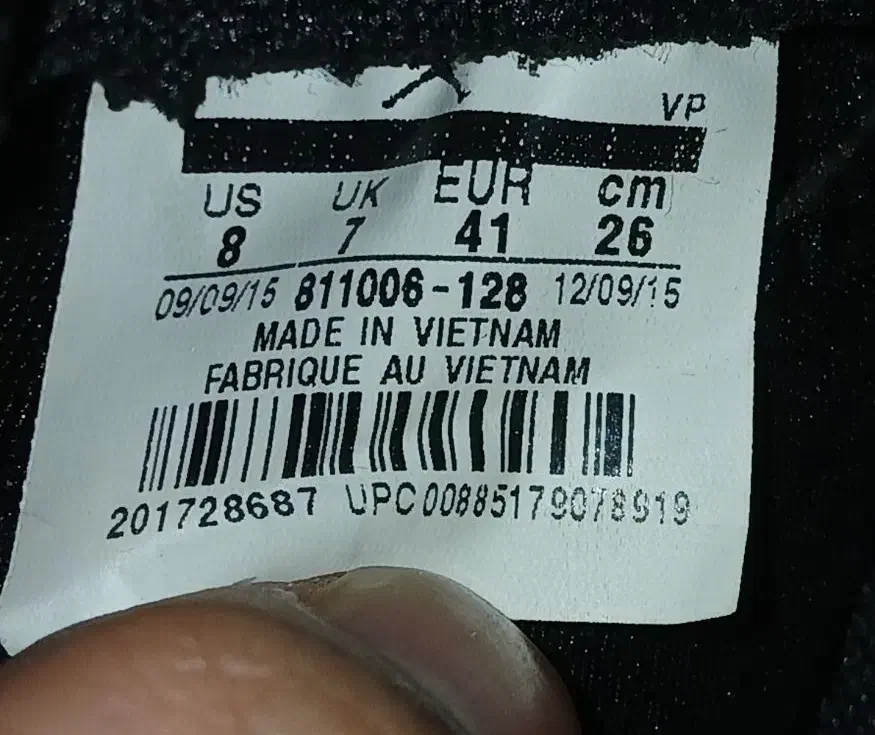 VP
US UK EUR cm
8 7 41 26
09/09/15 811006-128 12/09/15
MADE IN VIETNAM
FABRIQUE AU VIETNAM
201728687 UPC00885179078919